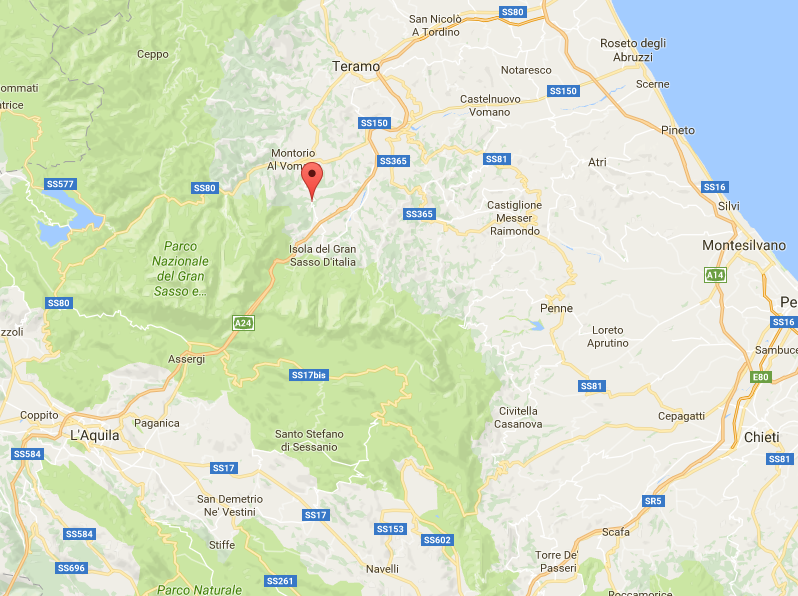 SS80
San Nicolò
A Tordino
Roseto degli
Abruzzi
Ceppo
Teramo
Notaresco
Scerne
ommati
atrice
SS150
Castelnuovo
Vomano
SS150
Pineto
Montorio
Al Vom
SS365
SS81
Atri
SS577
SS80
SS16
Silvi
SS365
Castiglione
Messer
Raimondo
Isola del Gran
Sasso D'italia
Parco
Nazionale
del Gran
Sasso e...
Montesilvano
A14
SS80
Penne
Pe
A24
SS16
zzoli
Loreto
Aprutino
Assergi
Sambuce
SS17bis
SS81
E80
Coppito
Paganica
Civitella
Casanova
Cepagatti
L'Aquila
Santo Stefano
di Sessanio
Chieti
SS584
SS17
SS81
San Demetrio
Ne' Vestini
SS17
SR5
SS584
SS153
SS602
Scafa
Stiffe
SS696
Navelli
Torre De'
Passeri
SS261
Parco Naturale
Roccamorice